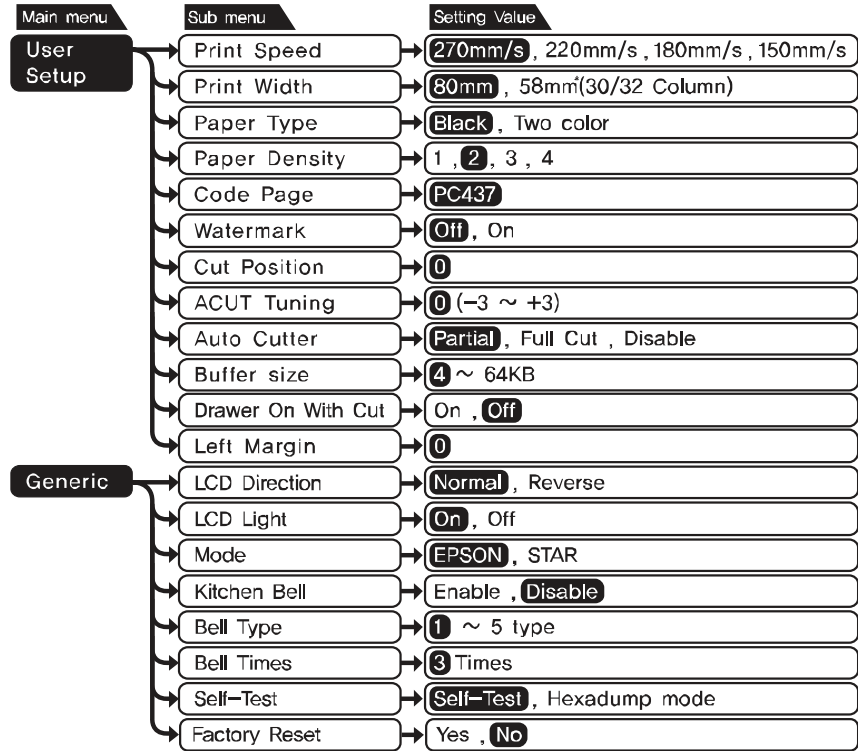 Main menu Sub menu Setting Value
User Setup Print Speed 270mm/s , 220mm/s , 180mm/s , 150mm/s
Print Width 80mm , 58mm*(30/32 Column)
Paper Type Black , Two color
Paper Density 1 , 2 , 3 , 4
Code Page PC437
Watermark Off , On
Cut Position 0
ACUT Tuning 0 (−3 ~ +3)
Auto Cutter Partial , Full Cut , Disable
Buffer size 4 ~ 64KB
Drawer On With Cut On , Off
Left Margin 0
Generic LCD Direction Normal , Reverse
LCD Light On , Off
Mode EPSON , STAR
Kitchen Bell Enable , Disable
Bell Type 1 ~ 5 type
Bell Times 3 Times
Self−Test Self−Test , Hexadump mode
Factory Reset Yes , No